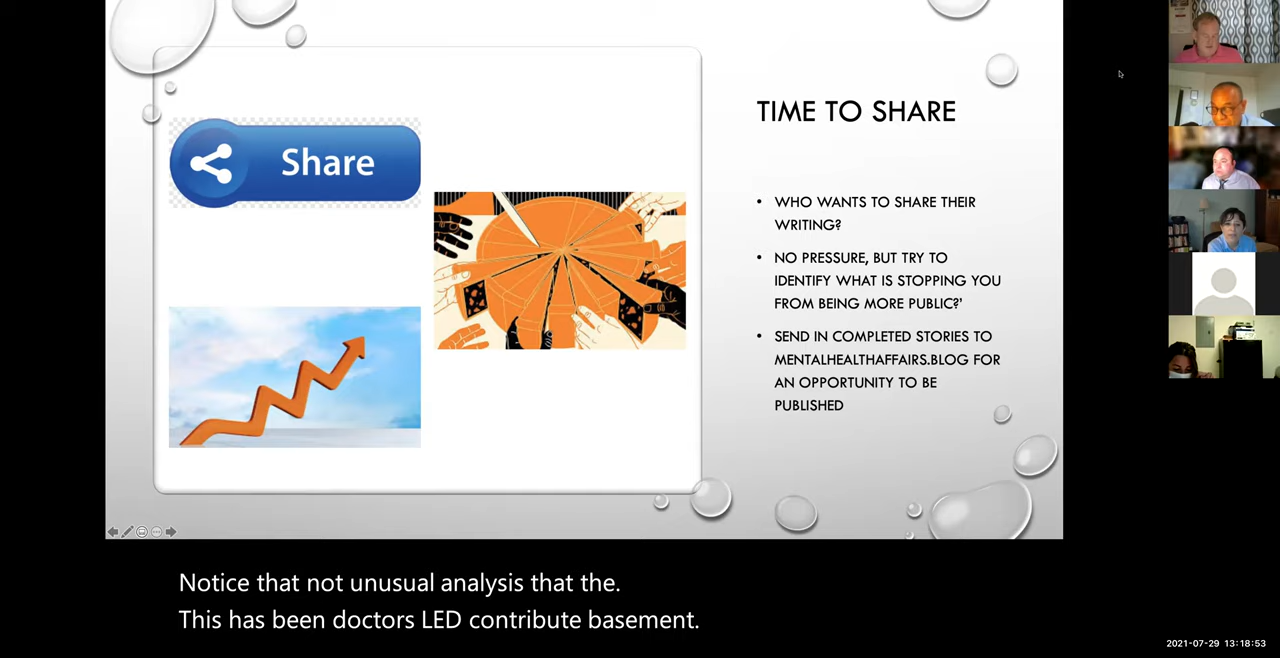 Share
TIME TO SHARE
• WHO WANTS TO SHARE THEIR
WRITING?
• NO PRESSURE, BUT TRY TO
IDENTIFY WHAT IS STOPPING YOU
FROM BEING MORE PUBLIC?'
• SEND IN COMPLETED STORIES TO
MENTALHEALTHAFFAIRS.BLOG FOR
AN OPPORTUNITY TO BE
PUBLISHED
Notice that not unusual analysis that the.
This has been doctors LED contribute basement.
2021-07-29 13:18:53